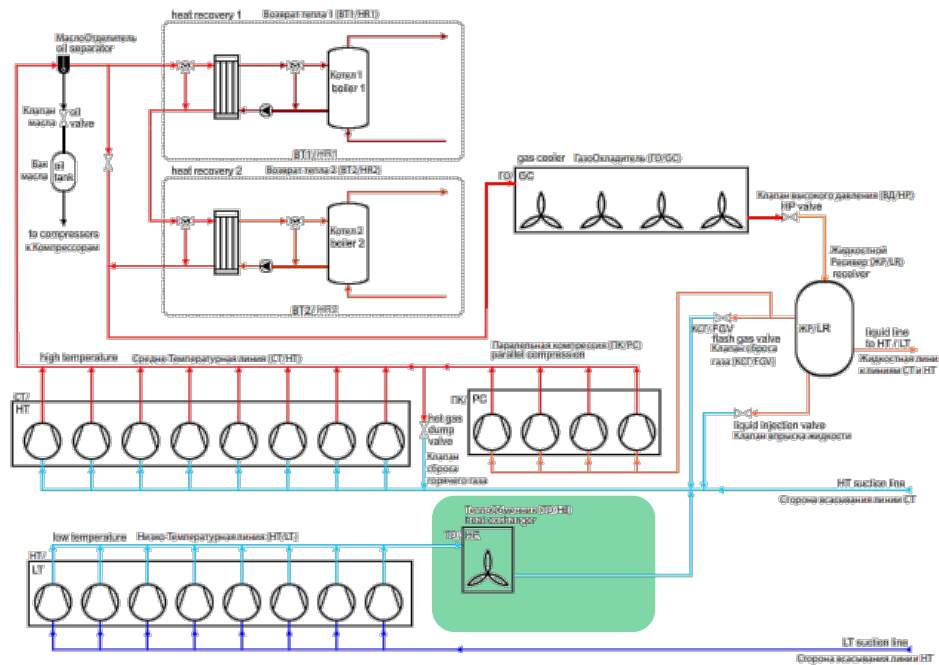 heat recovery 1 Возврат тепла 1 (ВТ1/HR1)
МаслоОтделитель
oil separator
Котел 1
boiler 1
Клапан
масла
oil
valve
ВТ1/HR1
Бак
масла
oil
tank
heat recovery 2 Возврат тепла 2 (ВТ2/HR2)
gas cooler ГазоОхладитель (ГО/GC)
ГО/ GC
Клапан высокого давления (ВД/HP)
HP valve
to compressors
к Компрессорам
Котел 2
boiler 2
Жидкостной
Ресивер (ЖР/LR)
receiver
ВТ2/ HR2
ЖР/LR
КСГ/FGV
flash gas valve
Клапан сброса
газа (КСГ/FGV)
liquid line
to HT / LT
Жидкостная лини
к линиям СТ и НТ
high temperature Средне-Температурная линия (СТ/HT)
Паралельная компрессия (ПК/PC)
parallel compression
СТ/
HT
ПК/ PC
hot gas
dump
valve
Клапан
сброса
горячего газа
liquid injection valve
Клапан впрыска жидкости
HT suction line
Сторона всасывания линии СТ
ТеплоОбменник (ТО/HE)
heat exchanger
ТО/ HE
low temperature Низко-Температурная линия (НТ/LT)
НТ/
LT
LT suction line
Сторона всасывания линии НТ